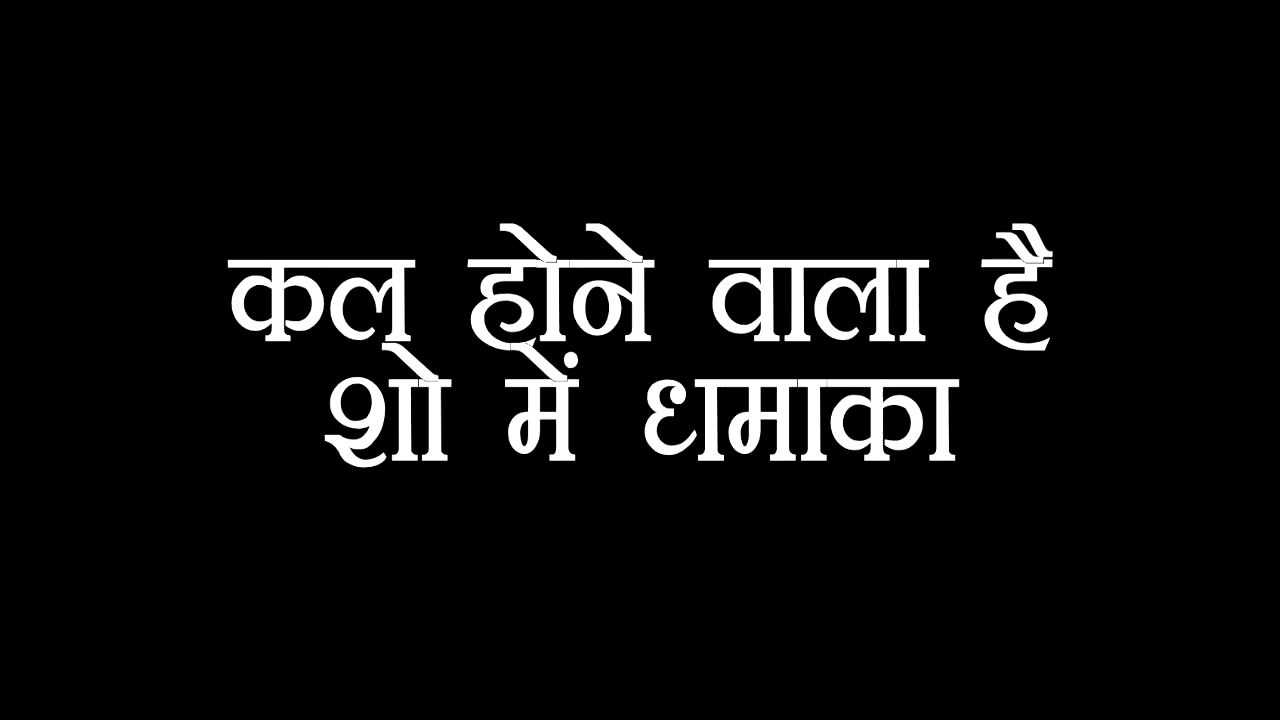 कल होने वाला है
शो में धमाका